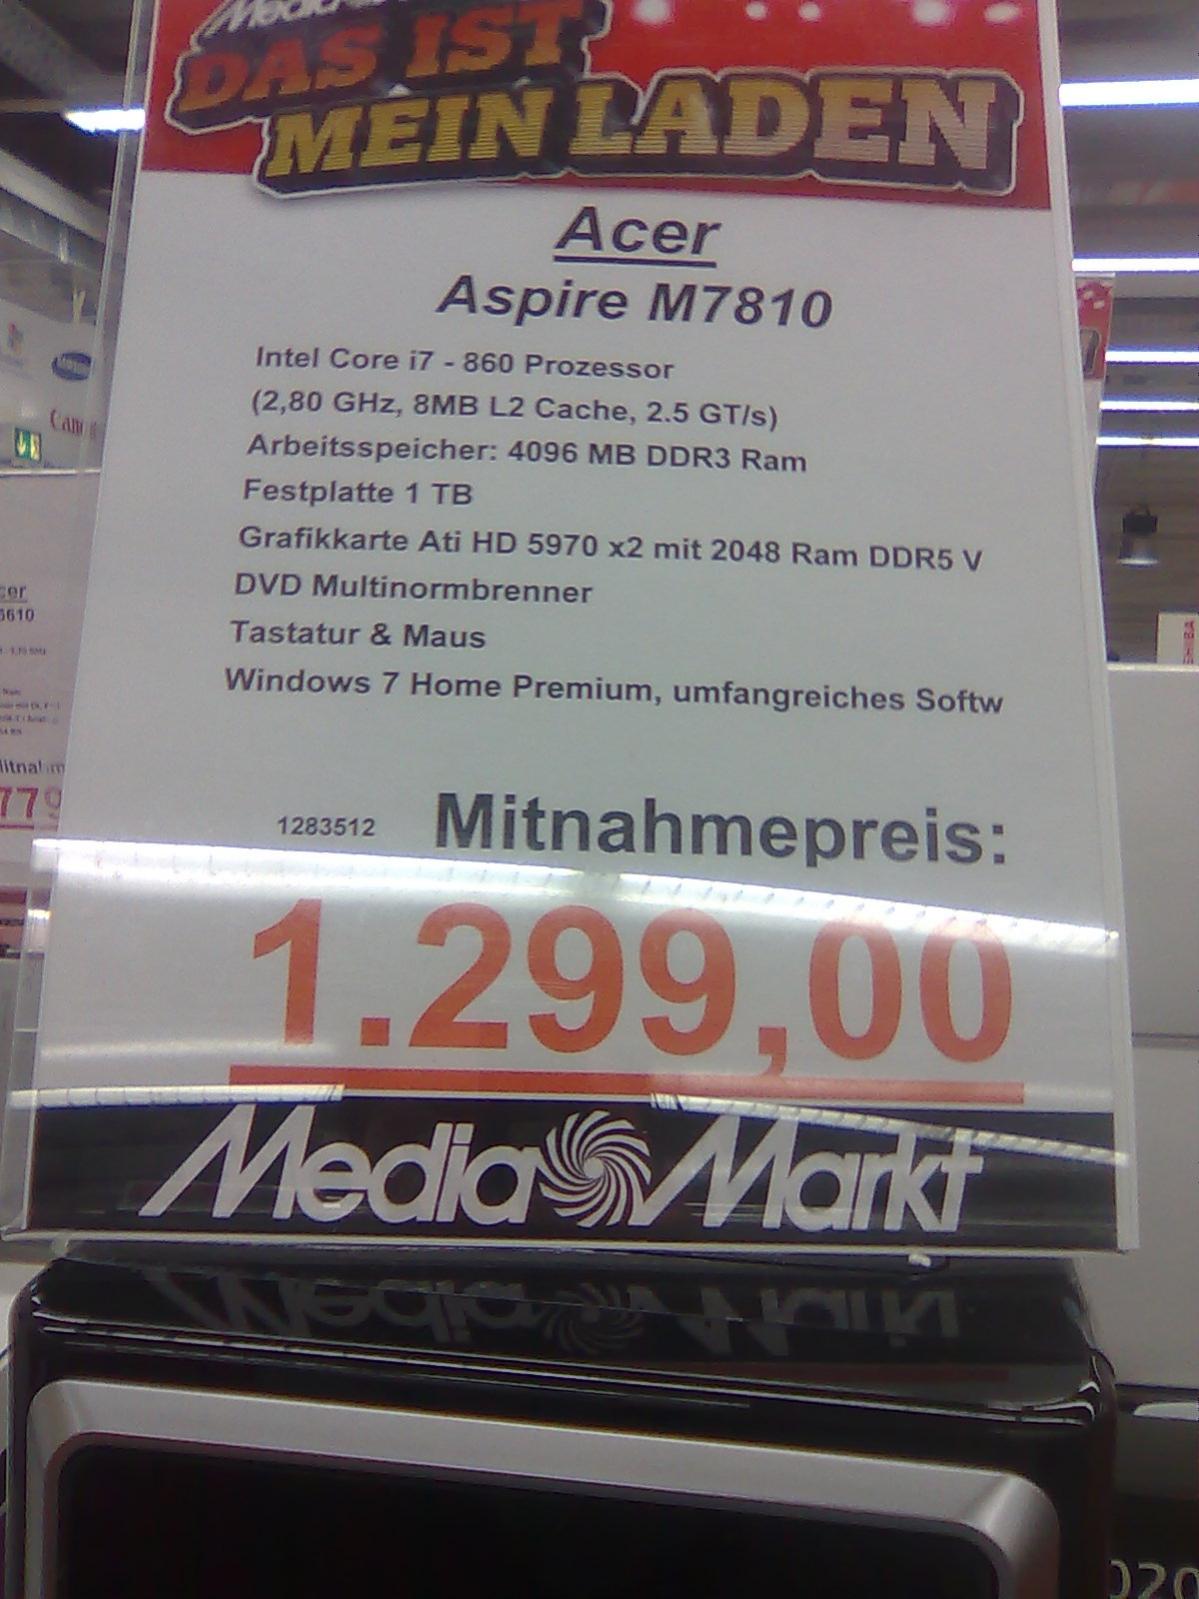 DAS IST
MEIN LADEN
Acer
Aspire M7810
Intel Core i7 - 860 Prozessor
(2,80 GHz, 8MB L2 Cache, 2.5 GT/s)
Arbeitsspeicher: 4096 MB DDR3 Ram
Festplatte 1 TB
Grafikkarte Ati HD 5970 x2 mit 2048 Ram DDR5 V
DVD Multinormbrenner
Tastatur & Maus
Windows 7 Home Premium, umfangreiches Softw
1283512 Mitnahmepreis:
1.299,00
Media Markt